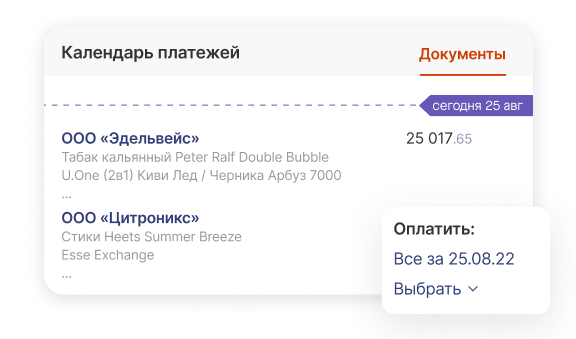 Календарь платежей
Документы
сегодня 25 авг
ООО «Эдельвейс»
25 017.65
Табак кальянный Peter Ralf Double Bubble
U.One (2в1) Киви Лед / Черника Арбуз 7000
...
ООО «Цитроникс»
Стики Heets Summer Breeze
Esse Exchange
...
Оплатить:
Все за 25.08.22
Выбрать